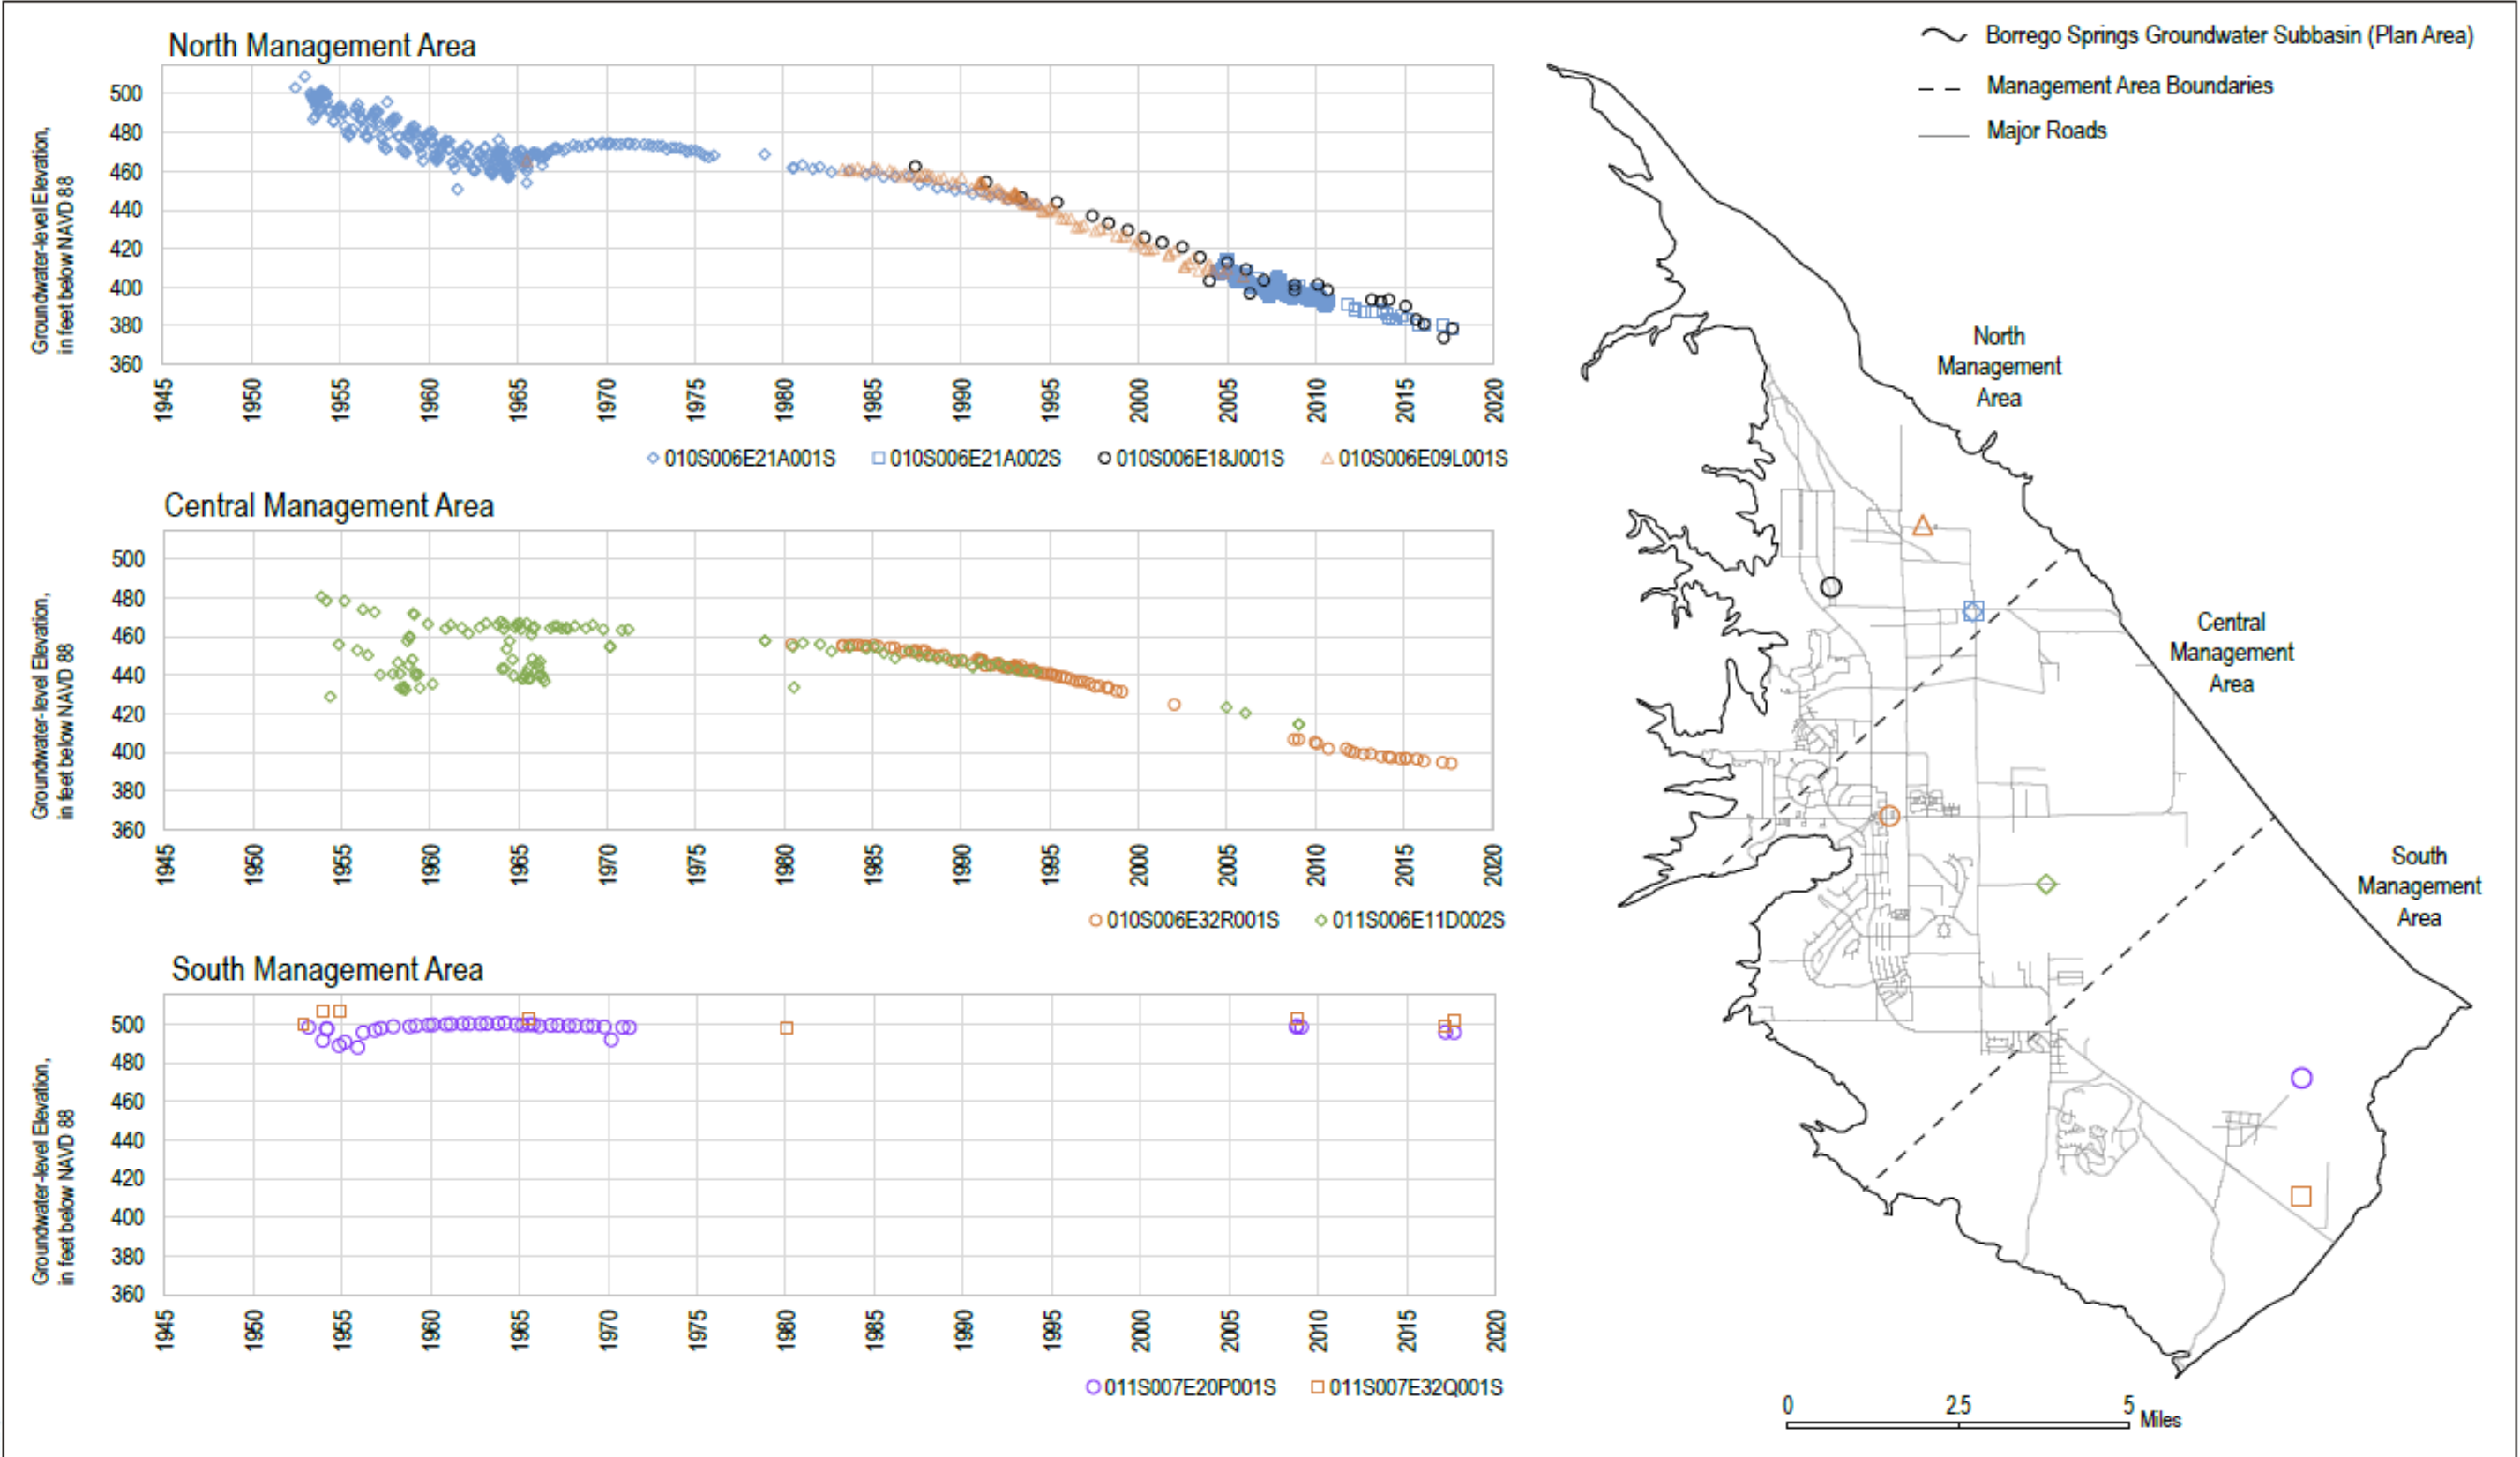 North Management Area
Groundwater-level Elevation,
in feet below NAVD 88
500
480
460
440
420
400
380
360
1945
1950
1955
1960
1965
1970
1975
1980
1985
1990
1995
2000
2005
2010
2015
2020
010S006E21A001S 010S006E21A002S 010S006E18J001S 010S006E09L001S
Central Management Area
Groundwater-level Elevation,
in feet below NAVD 88
500
480
460
440
420
400
380
360
1945
1950
1955
1960
1965
1970
1975
1980
1985
1990
1995
2000
2005
2010
2015
2020
010S006E32R001S 011S006E11D002S
South Management Area
Groundwater-level Elevation,
in feet below NAVD 88
500
480
460
440
420
400
380
360
1945
1950
1955
1960
1965
1970
1975
1980
1985
1990
1995
2000
2005
2010
2015
2020
011S007E20P001S 011S007E32Q001S
Borrego Springs Groundwater Subbasin (Plan Area)
Management Area Boundaries
Major Roads
North
Management
Area
Central
Management
Area
South
Management
Area
0 2.5 5
Miles